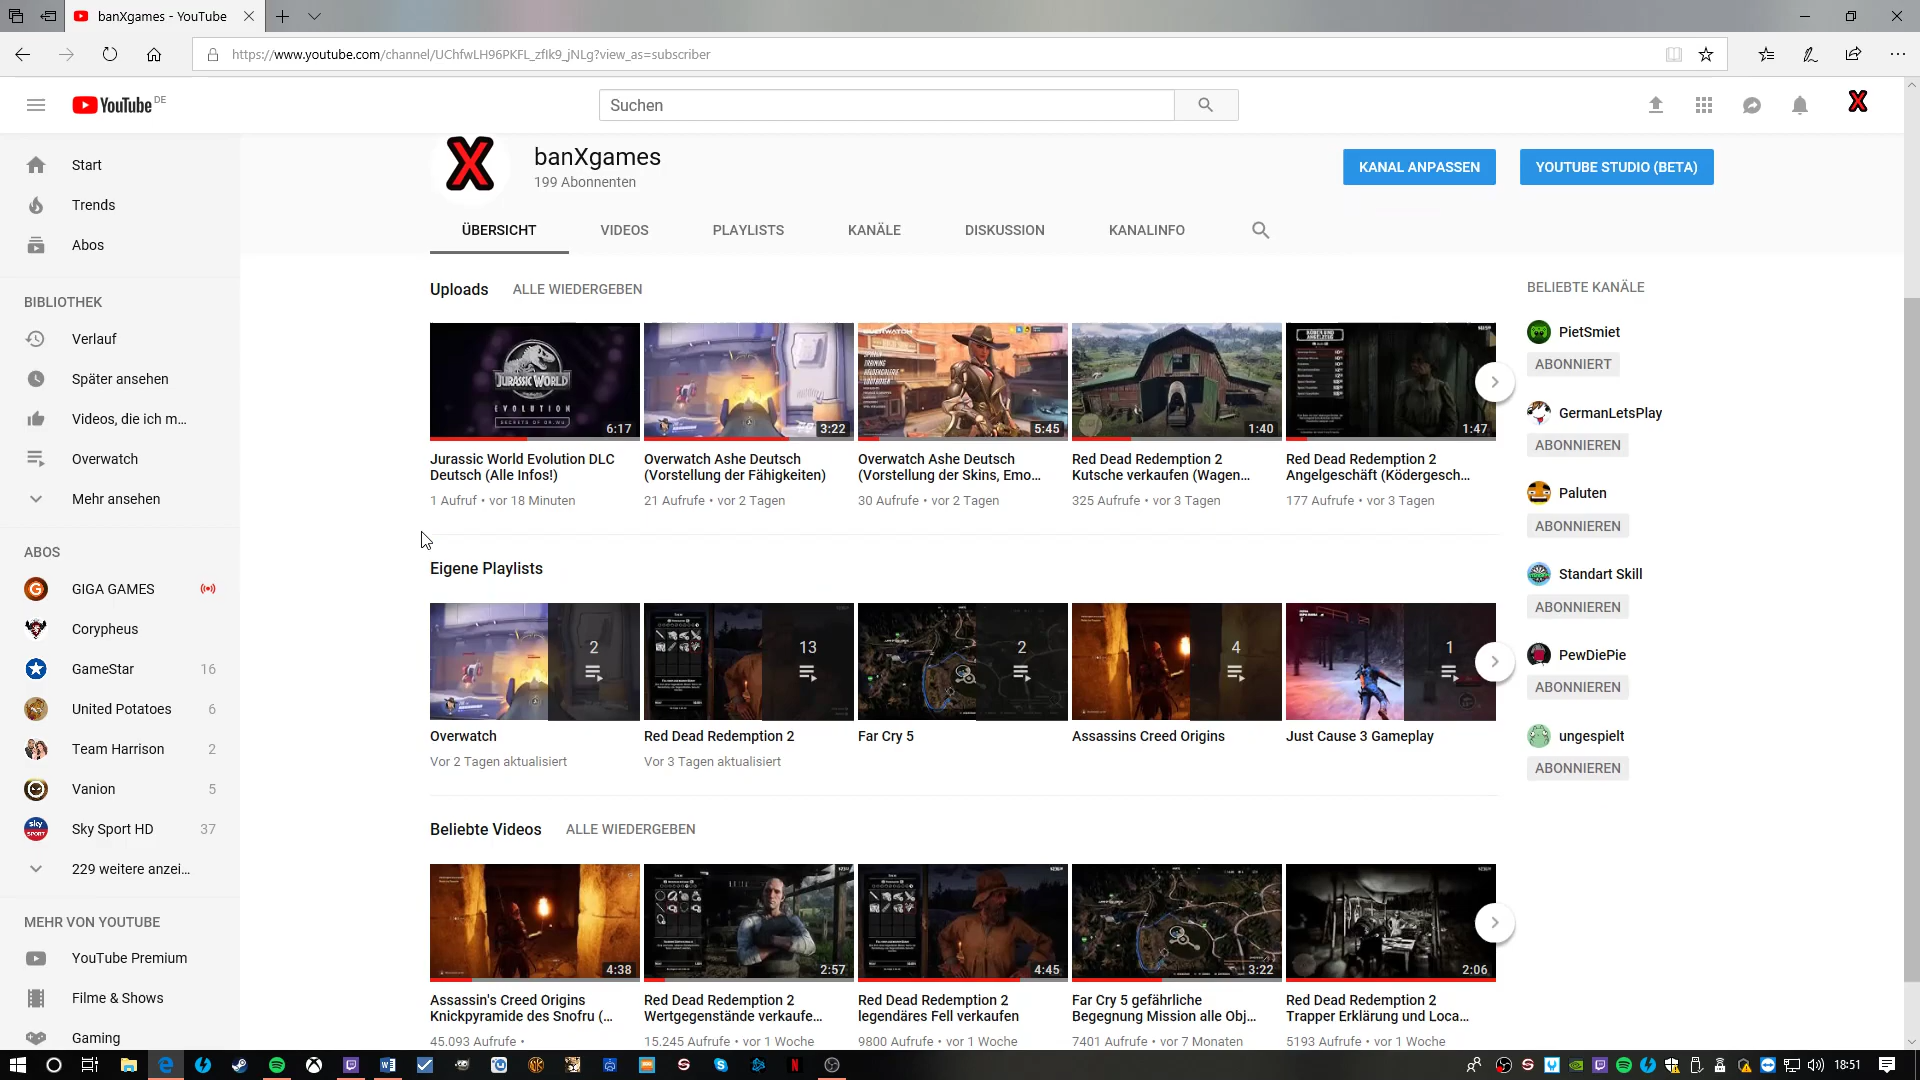 banXgames - YouTube
https://www.youtube.com/channel/UChfwLH96PKFL_zfIk9_jNLg?view_as=subscriber
YouTube DE
Suchen
Start
Trends
Abos
BIBLIOTHEK
Verlauf
Später ansehen
Videos, die ich m...
Overwatch
Mehr ansehen
ABOS
GIGA GAMES
Corypheus
GameStar 16
United Potatoes 6
Team Harrison 2
Vanion 5
Sky Sport HD 37
229 weitere anzei...
MEHR VON YOUTUBE
YouTube Premium
Filme & Shows
Gaming
banXgames
199 Abonnenten
KANAL ANPASSEN
YOUTUBE STUDIO (BETA)
ÜBERSICHT
VIDEOS
PLAYLISTS
KANÄLE
DISKUSSION
KANALINFO
Uploads
ALLE WIEDERGEBEN
JURASSIC WORLD
EVOLUTION
SECRETS OF DR. WU
6:17
3:22
5:45
1:40
1:47
Jurassic World Evolution DLC
Deutsch (Alle Infos!)
1 Aufruf • vor 18 Minuten
Overwatch Ashe Deutsch
(Vorstellung der Fähigkeiten)
21 Aufrufe • vor 2 Tagen
Overwatch Ashe Deutsch
(Vorstellung der Skins, Emo...
30 Aufrufe • vor 2 Tagen
Red Dead Redemption 2
Kutsche verkaufen (Wagen...
325 Aufrufe • vor 3 Tagen
Red Dead Redemption 2
Angelgeschäft (Ködergesch...
177 Aufrufe • vor 3 Tagen
Eigene Playlists
2
13
2
4
1
Overwatch
Vor 2 Tagen aktualisiert
Red Dead Redemption 2
Vor 3 Tagen aktualisiert
Far Cry 5
Assassins Creed Origins
Just Cause 3 Gameplay
Beliebte Videos
ALLE WIEDERGEBEN
4:38
2:57
4:45
3:22
2:06
Assassin's Creed Origins
Knickpyramide des Snofru (...
45.093 Aufrufe •
Red Dead Redemption 2
Wertgegenstände verkaufe...
15.245 Aufrufe • vor 1 Woche
Red Dead Redemption 2
legendäres Fell verkaufen
9800 Aufrufe • vor 1 Woche
Far Cry 5 gefährliche
Begegnung Mission alle Obj...
7401 Aufrufe • vor 7 Monaten
Red Dead Redemption 2
Trapper Erklärung und Loca...
5193 Aufrufe • vor 1 Woche
BELIEBTE KANÄLE
PietSmiet
ABONNIERT
GermanLetsPlay
ABONNIEREN
Paluten
ABONNIEREN
Standart Skill
ABONNIEREN
PewDiePie
ABONNIEREN
ungespielt
ABONNIEREN
18:51